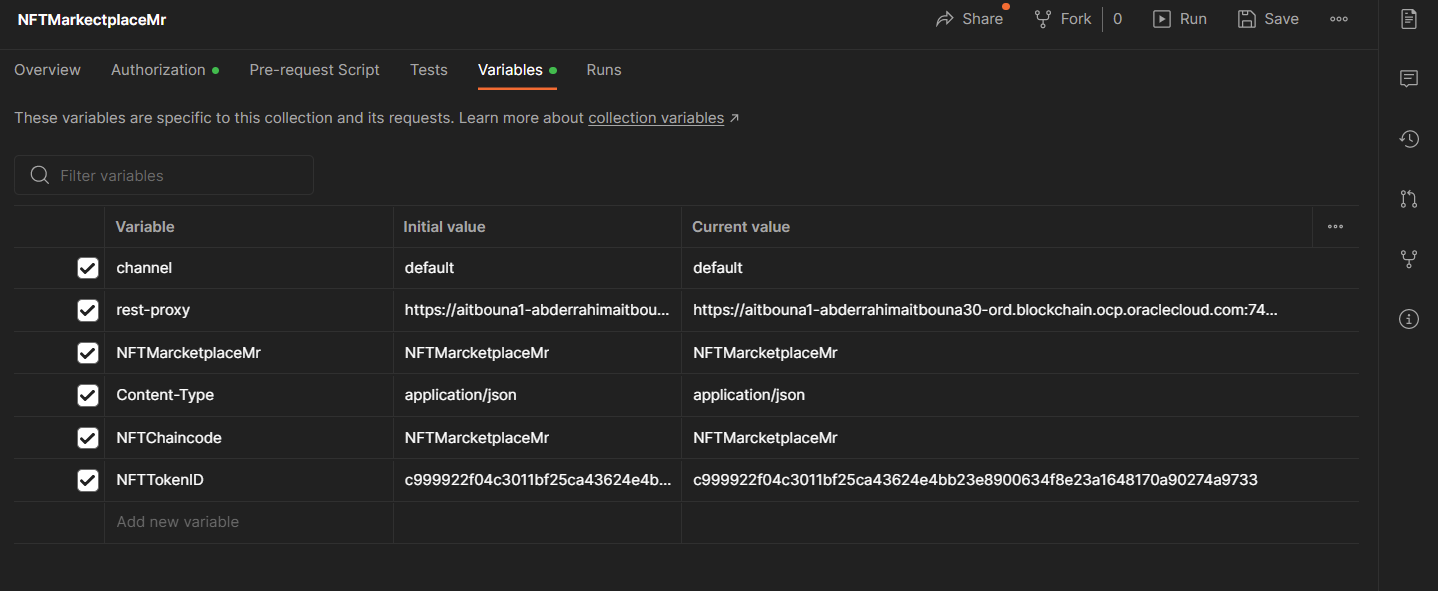 NFTMarkectplaceMr
Share Fork 0 Run Save
Overview Authorization Pre-request Script Tests Variables Runs
These variables are specific to this collection and its requests. Learn more about collection variables ↗
Filter variables
Variable Initial value Current value
channel default default
rest-proxy https://aitbouna1-abderrahimaitbou... https://aitbouna1-abderrahimaitbouna30-ord.blockchain.ocp.oraclecloud.com:74...
NFTMarcketplaceMr NFTMarcketplaceMr NFTMarcketplaceMr
Content-Type application/json application/json
NFTChaincode NFTMarcketplaceMr NFTMarcketplaceMr
NFTTokenID c999922f04c3011bf25ca43624e4b... c999922f04c3011bf25ca43624e4bb23e8900634f8e23a1648170a90274a9733
Add new variable